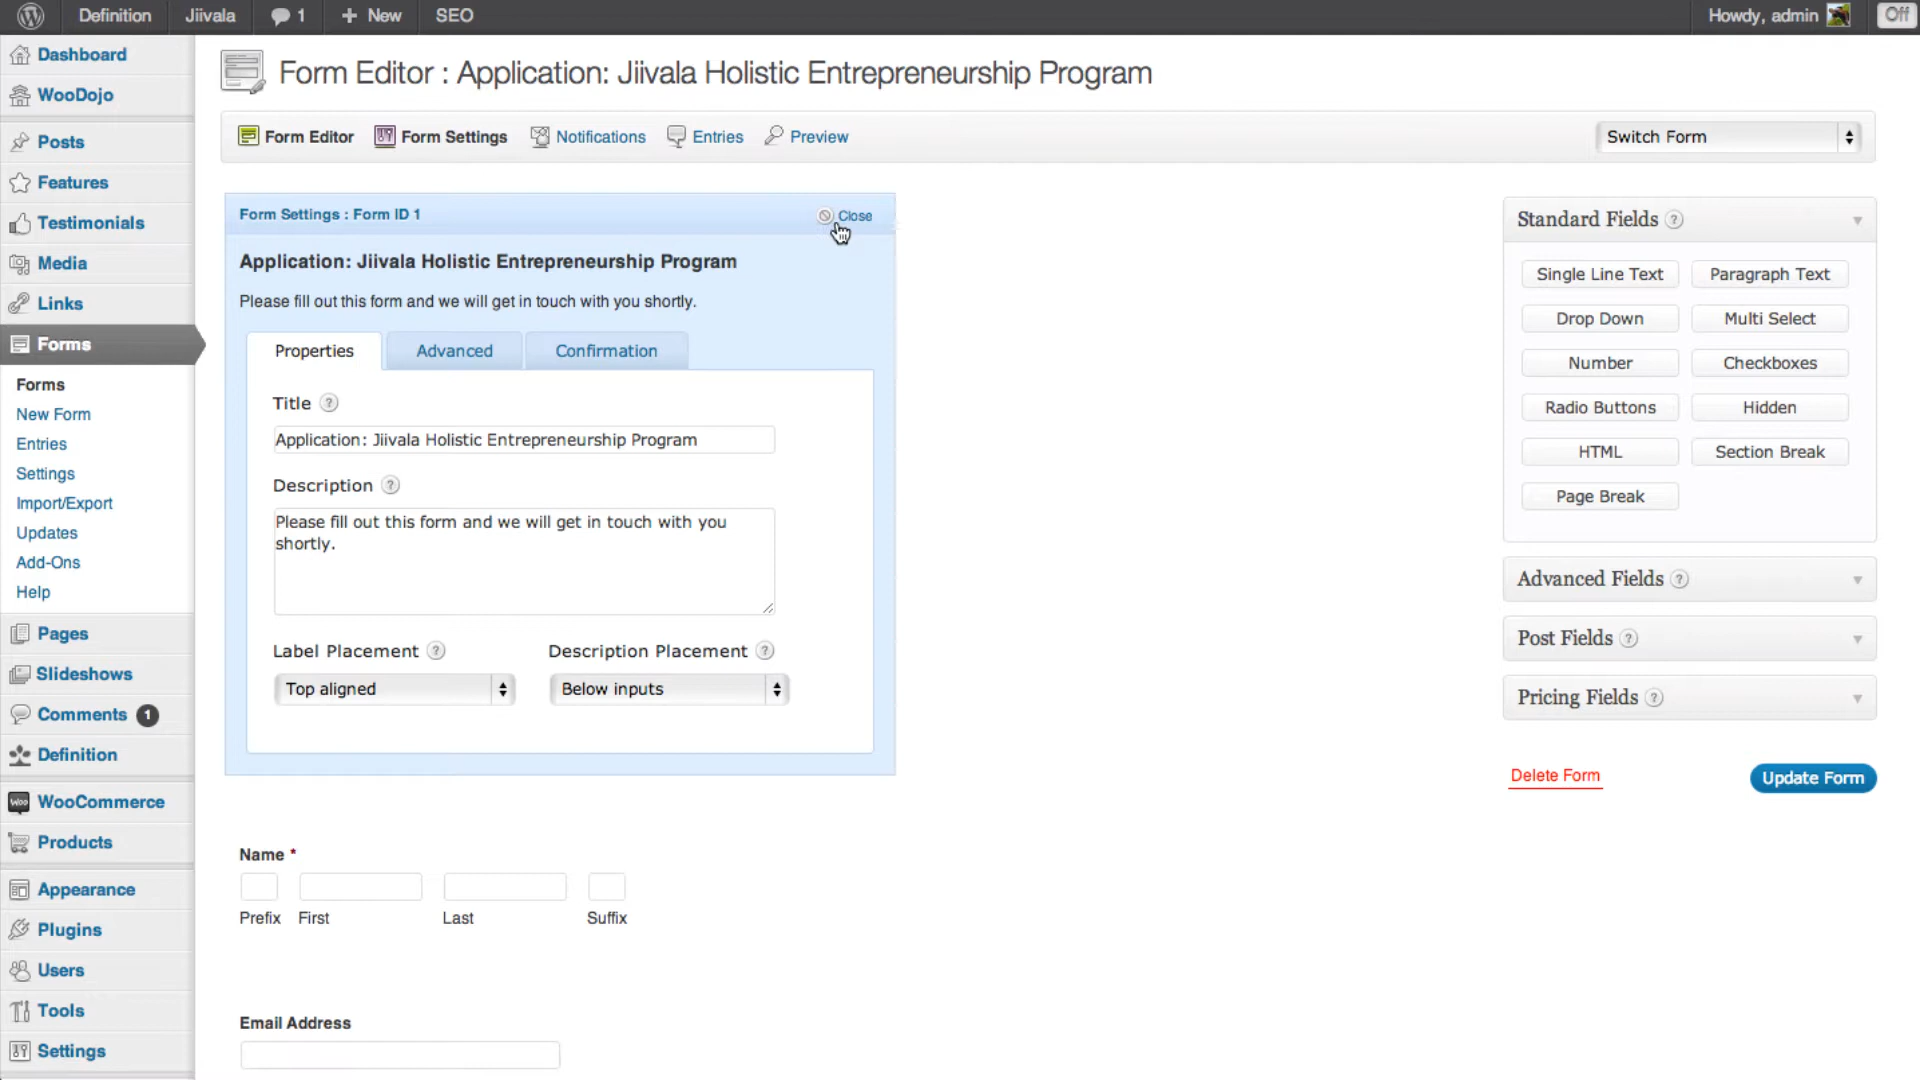 Definition
Jiivala
1
New
SEO
Howdy, admin
Off
Dashboard
WooDojo
Posts
Features
Testimonials
Media
Links
Forms
Forms
New Form
Entries
Settings
Import/Export
Updates
Add-Ons
Help
Pages
Slideshows
Comments 1
Definition
Woo WooCommerce
Products
Appearance
Plugins
Users
Tools
Settings
Form Editor : Application: Jiivala Holistic Entrepreneurship Program
Form Editor
Form Settings
Notifications
Entries
Preview
Switch Form
Form Settings : Form ID 1
Close
Application: Jiivala Holistic Entrepreneurship Program
Please fill out this form and we will get in touch with you shortly.
Properties
Advanced
Confirmation
Title ?
Application: Jiivala Holistic Entrepreneurship Program
Description ?
Please fill out this form and we will get in touch with you
shortly.
Label Placement ?
Description Placement ?
Top aligned
Below inputs
Name *
Prefix
First
Last
Suffix
Email Address
Standard Fields ?
Single Line Text
Paragraph Text
Drop Down
Multi Select
Number
Checkboxes
Radio Buttons
Hidden
HTML
Section Break
Page Break
Advanced Fields ?
Post Fields ?
Pricing Fields ?
Delete Form
Update Form